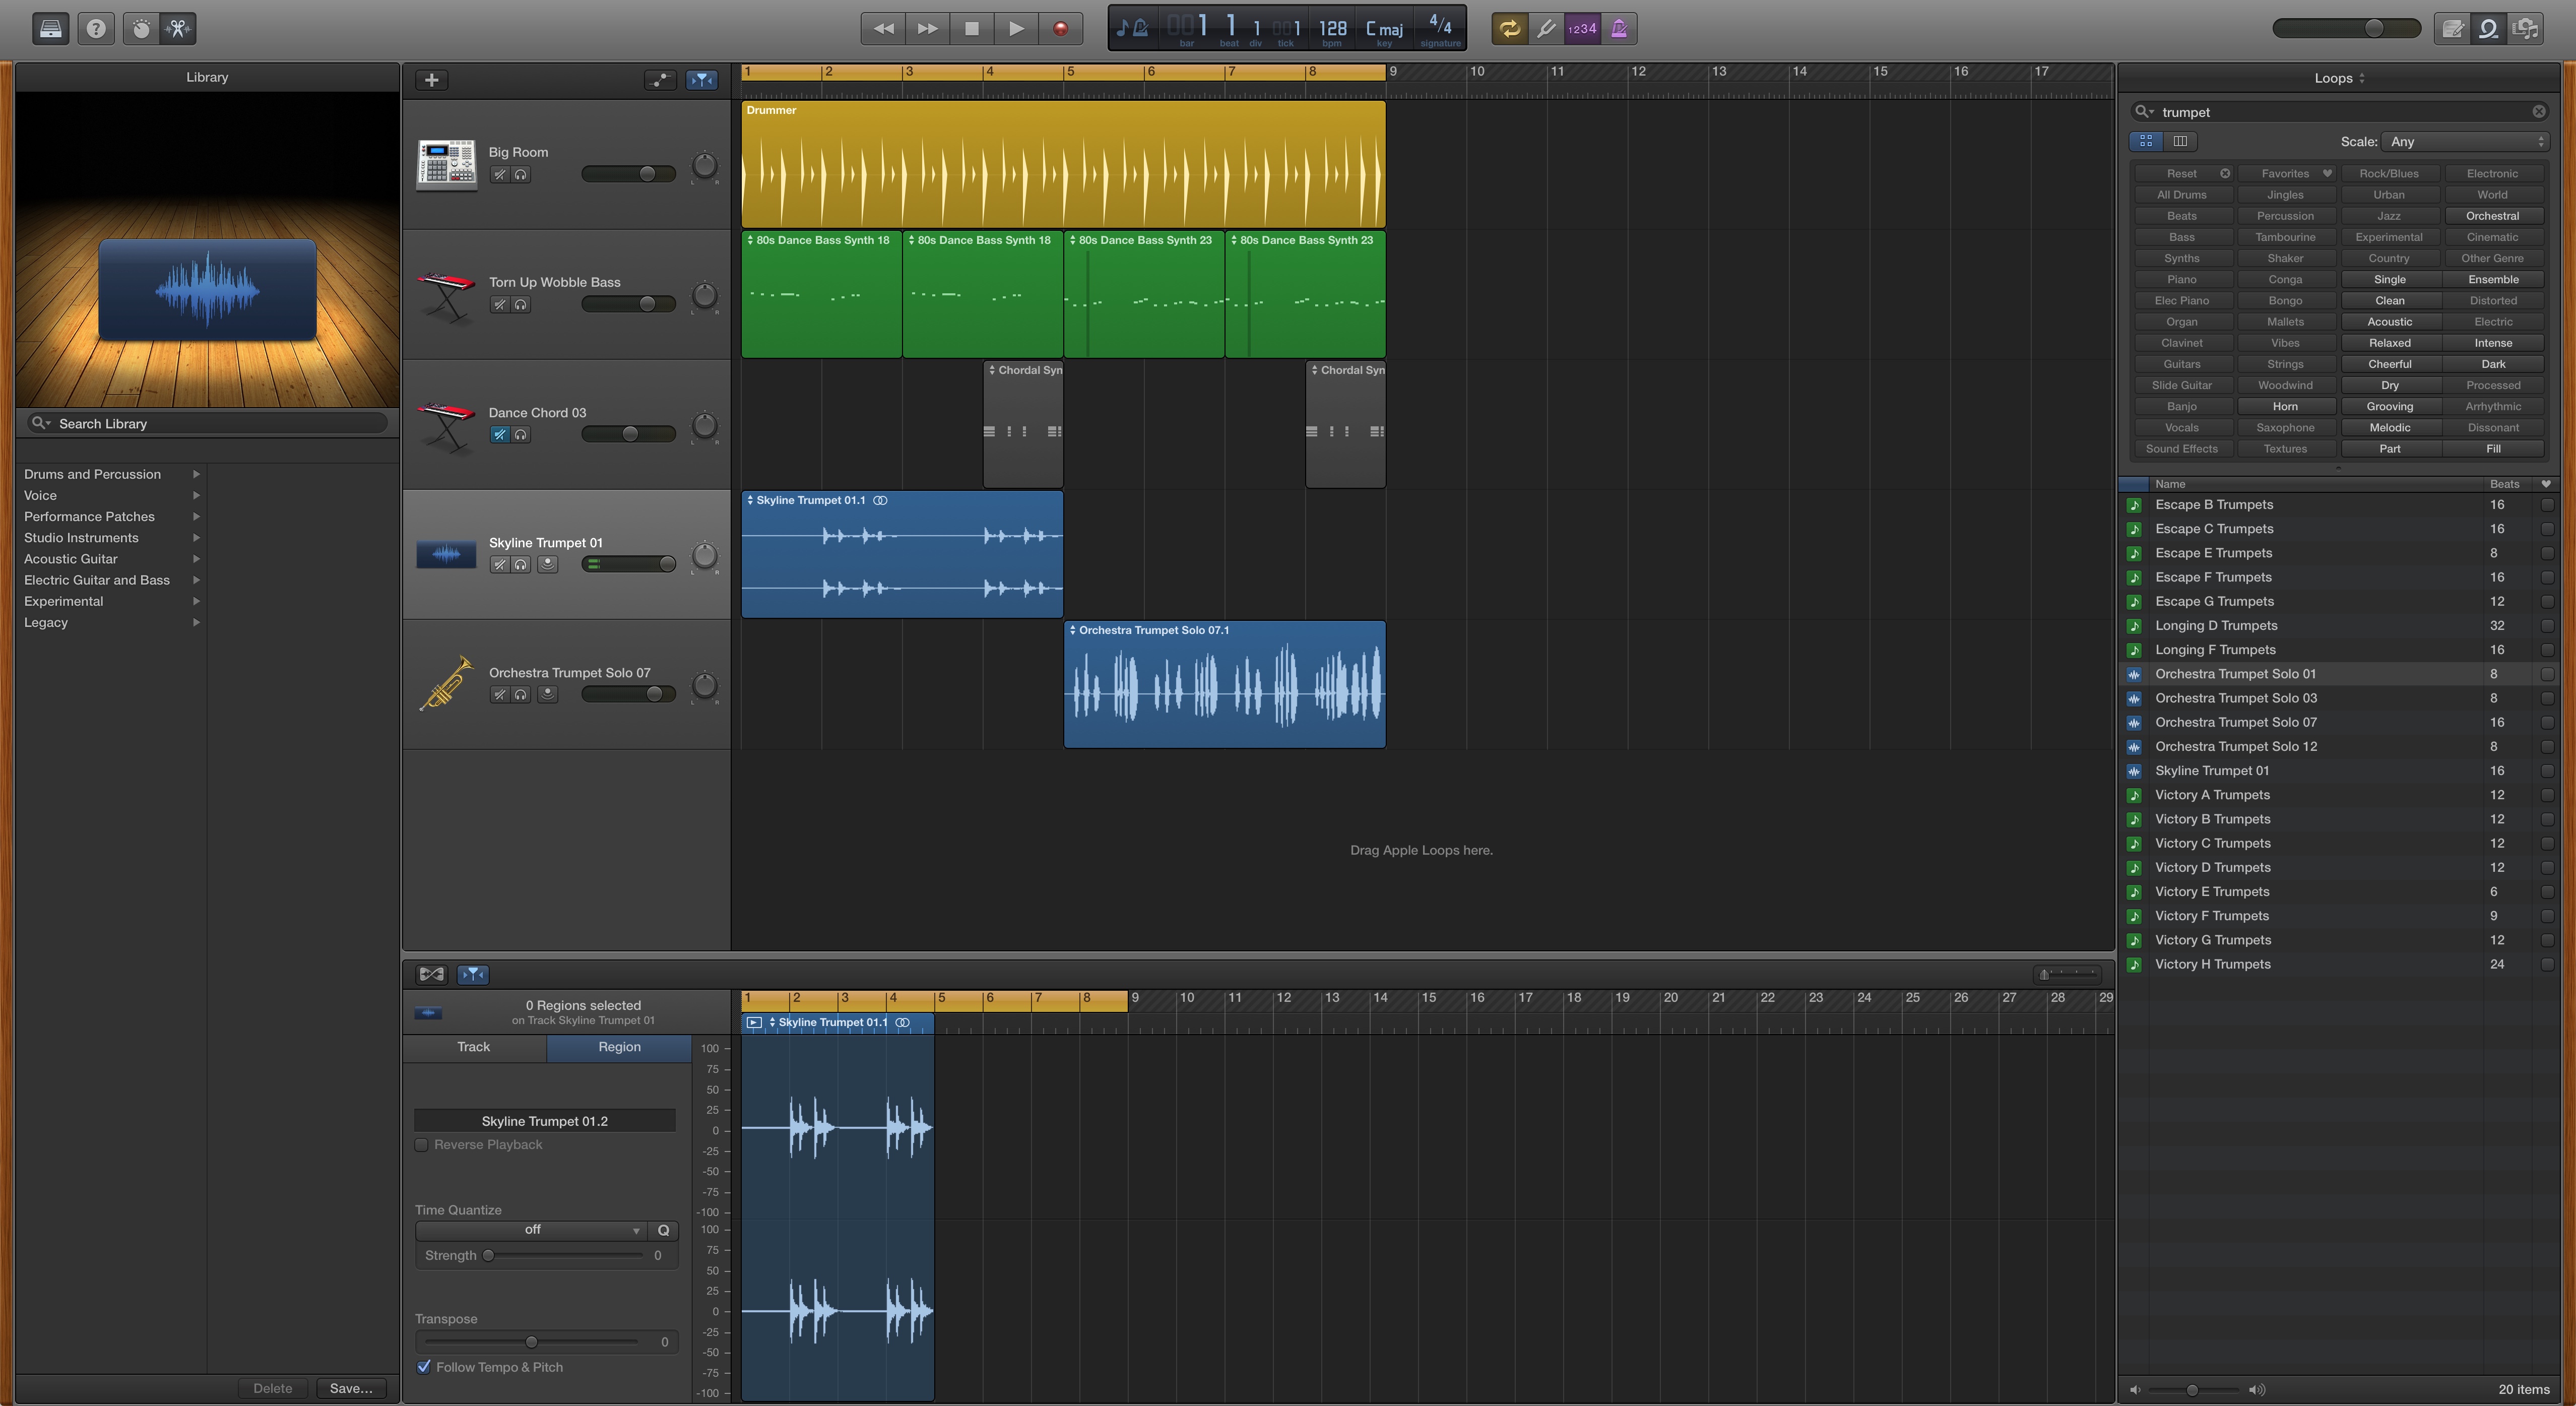 ?
001 1 1 001 128 C maj 4/4
bar beat div tick bpm key signature
1234
Library
Search Library
Drums and Percussion
Voice
Performance Patches
Studio Instruments
Acoustic Guitar
Electric Guitar and Bass
Experimental
Legacy
Delete Save...
1 2 3 4 5 6 7 8 9 10 11 12 13 14 15 16 17
Big Room
L R
Drummer
Torn Up Wobble Bass
L R
80s Dance Bass Synth 18
80s Dance Bass Synth 18
80s Dance Bass Synth 23
80s Dance Bass Synth 23
Dance Chord 03
L R
Chordal Syn
Chordal Syn
Skyline Trumpet 01
L R
Skyline Trumpet 01.1
Orchestra Trumpet Solo 07
L R
Orchestra Trumpet Solo 07.1
Drag Apple Loops here.
0 Regions selected
on Track Skyline Trumpet 01
Track Region
Skyline Trumpet 01.2
Reverse Playback
Time Quantize
off Q
Strength 0
Transpose
0
Follow Tempo & Pitch
1 2 3 4 5 6 7 8 9 10 11 12 13 14 15 16 17 18 19 20 21 22 23 24 25 26 27 28 29
Skyline Trumpet 01.1
100
75
50
25
0
-25
-50
-75
-100
100
75
50
25
0
-25
-50
-75
-100
Loops
trumpet
Scale: Any
Reset Favorites Rock/Blues Electronic
All Drums Jingles Urban World
Beats Percussion Jazz Orchestral
Bass Tambourine Experimental Cinematic
Synths Shaker Country Other Genre
Piano Conga Single Ensemble
Elec Piano Bongo Clean Distorted
Organ Mallets Acoustic Electric
Clavinet Vibes Relaxed Intense
Guitars Strings Cheerful Dark
Slide Guitar Woodwind Dry Processed
Banjo Horn Grooving Arrhythmic
Vocals Saxophone Melodic Dissonant
Sound Effects Textures Part Fill
Name Beats
Escape B Trumpets 16
Escape C Trumpets 16
Escape E Trumpets 8
Escape F Trumpets 16
Escape G Trumpets 12
Longing D Trumpets 32
Longing F Trumpets 16
Orchestra Trumpet Solo 01 8
Orchestra Trumpet Solo 03 8
Orchestra Trumpet Solo 07 16
Orchestra Trumpet Solo 12 8
Skyline Trumpet 01 16
Victory A Trumpets 12
Victory B Trumpets 12
Victory C Trumpets 12
Victory D Trumpets 12
Victory E Trumpets 6
Victory F Trumpets 9
Victory G Trumpets 12
Victory H Trumpets 24
20 items